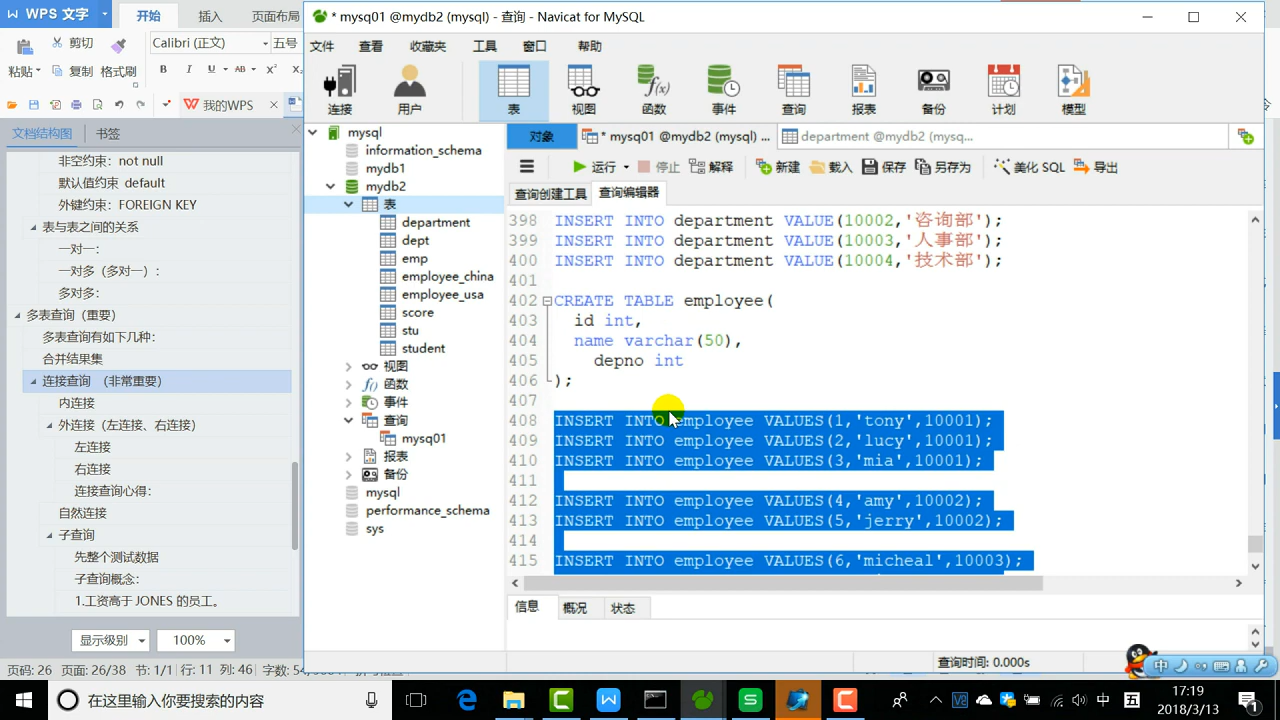 WPS 文字
开始
插入
页面布局
剪切
粘贴
复制
格式刷
Calibri (正文)
五号
B I U AB X² X₂
我的WPS
文档结构图
书签
非空约束：not null
默认值约束 default
外键约束：FOREIGN KEY
表与表之间的关系
一对一：
一对多（多对一）：
多对多：
多表查询（重要）
多表查询有如下几种：
合并结果集
连接查询 （非常重要）
内连接
外连接（左连接、右连接）
左连接
右连接
连接查询心得：
自然连接
子查询
先整个测试数据
子查询概念：
1.工资高于 JONES 的员工。
显示级别
100%
页码: 26 页面: 26/38 节: 1/1 行: 11 列: 46 字数:
* mysq01 @mydb2 (mysql) - 查询 - Navicat for MySQL
文件 查看 收藏夹 工具 窗口 帮助
连接 用户 表 视图 函数 事件 查询 报表 备份 计划 模型
mysql
information_schema
mydb1
mydb2
表
department
dept
emp
employee_china
employee_usa
score
stu
student
视图
函数
事件
查询
mysq01
报表
备份
mysql
performance_schema
sys
对象
* mysq01 @mydb2 (mysql) ...
department @mydb2 (mysq...
运行 停止 解释 新建 载入 保存 另存为 美化 SQL 导出
查询创建工具 查询编辑器
398 INSERT INTO department VALUE(10002,'咨询部');
399 INSERT INTO department VALUE(10003,'人事部');
400 INSERT INTO department VALUE(10004,'技术部');
401
402 CREATE TABLE employee(
403 id int,
404 name varchar(50),
405 depno int
406 );
407
408 INSERT INTO employee VALUES(1,'tony',10001);
409 INSERT INTO employee VALUES(2,'lucy',10001);
410 INSERT INTO employee VALUES(3,'mia',10001);
411
412 INSERT INTO employee VALUES(4,'amy',10002);
413 INSERT INTO employee VALUES(5,'jerry',10002);
414
415 INSERT INTO employee VALUES(6,'micheal',10003);
信息 概况 状态
查询时间: 0.000s
中
在这里输入你要搜索的内容
中
五
17:19
2018/3/13
1